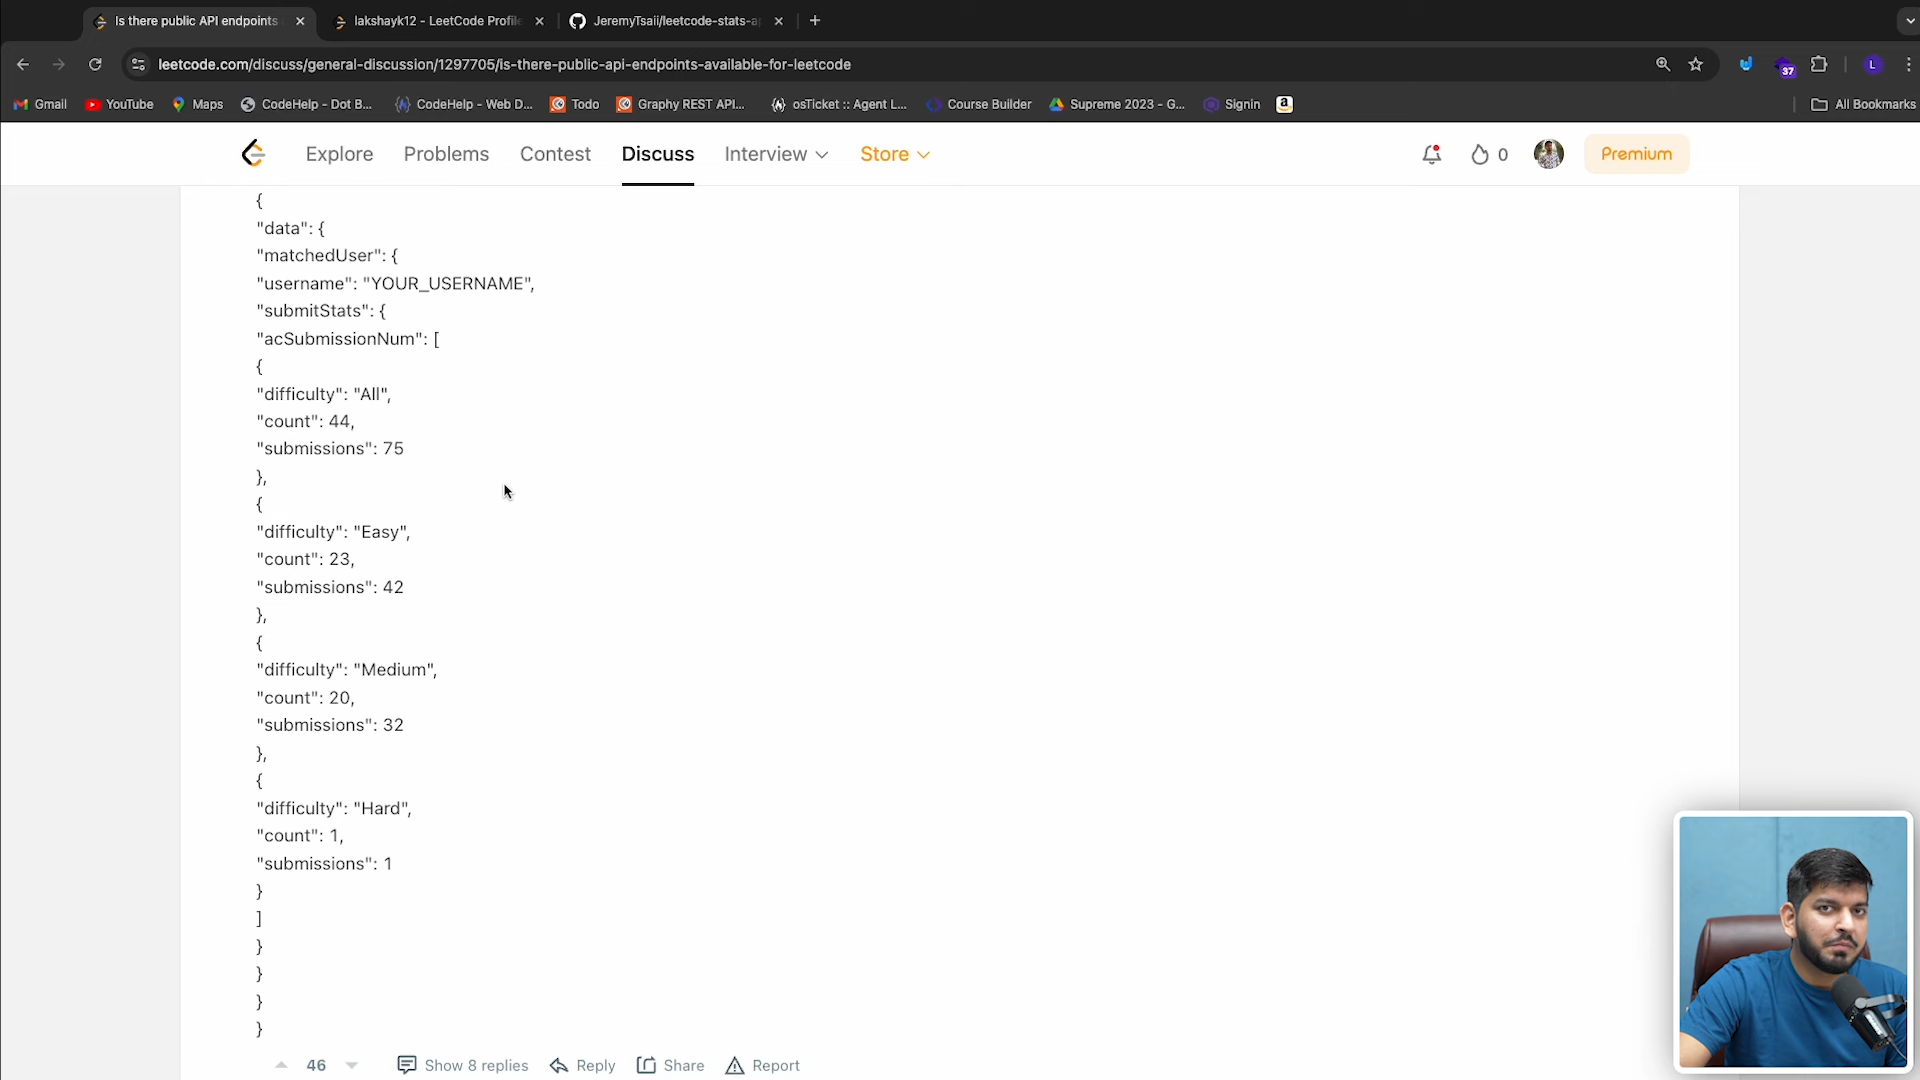 Is there public API endpoints
lakshayk12 - LeetCode Profile
JeremyTsaii/leetcode-stats-a
leetcode.com/discuss/general-discussion/1297705/is-there-public-api-endpoints-available-for-leetcode
37
L
Gmail
YouTube
Maps
CodeHelp - Dot B...
CodeHelp - Web D...
Todo
Graphy REST API...
osTicket :: Agent L...
Course Builder
Supreme 2023 - G...
Signin
All Bookmarks
Explore
Problems
Contest
Discuss
Interview
Store
0
Premium
{
"data": {
"matchedUser": {
"username": "YOUR_USERNAME",
"submitStats": {
"acSubmissionNum": [
{
"difficulty": "All",
"count": 44,
"submissions": 75
},
{
"difficulty": "Easy",
"count": 23,
"submissions": 42
},
{
"difficulty": "Medium",
"count": 20,
"submissions": 32
},
{
"difficulty": "Hard",
"count": 1,
"submissions": 1
}
]
}
}
}
}
46
Show 8 replies
Reply
Share
Report